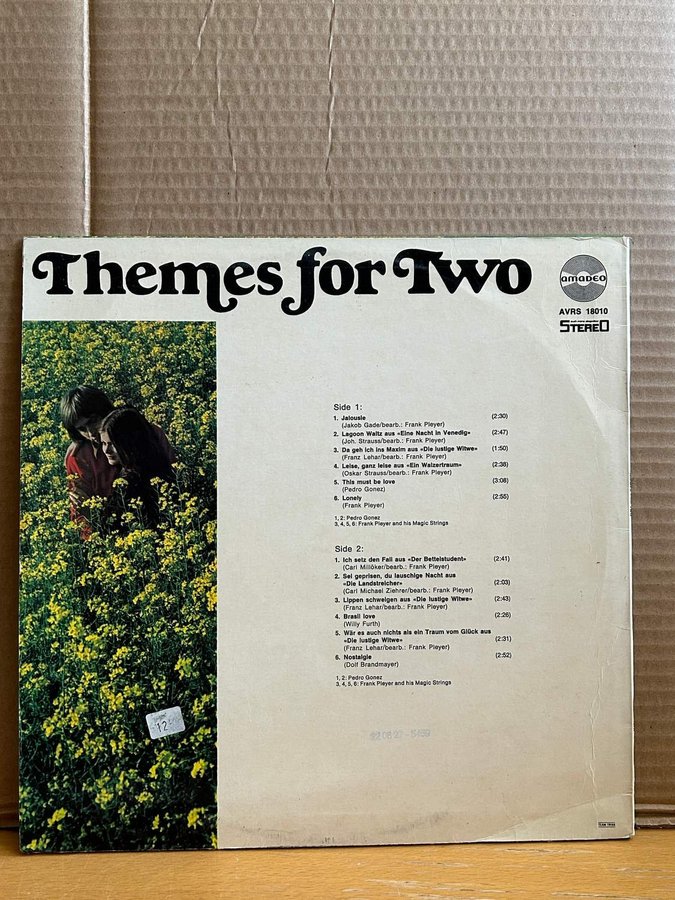 Themes for Two
amadeo
AVRS 18010
STEREO
Side 1:
1. Jalousie (2:30)
(Jakob Gade/bearb.: Frank Pleyer)
2. Lagoon Waltz aus «Eine Nacht in Venedig» (2:47)
(Joh. Strauss/bearb.: Frank Pleyer)
3. Da geh ich ins Maxim aus «Die lustige Witwe» (1:50)
(Franz Lehar/bearb.: Frank Pleyer)
4. Leise, ganz leise aus «Ein Walzertraum» (2:38)
(Oskar Strauss/bearb.: Frank Pleyer)
5. This must be love (3:08)
(Pedro Gonez)
6. Lonely (2:55)
(Frank Pleyer)
1, 2: Pedro Gonez
3, 4, 5, 6: Frank Pleyer and his Magic Strings
Side 2:
1. Ich setz den Fall aus «Der Bettelstudent» (2:41)
(Carl Millöker/bearb.: Frank Pleyer)
2. Sei gepriesen, du lauschige Nacht aus
«Die Landstreicher» (2:03)
(Carl Michael Ziehrer/bearb.: Frank Pleyer)
3. Lippen schweigen aus «Die lustige Witwe» (2:43)
(Franz Lehar/bearb.: Frank Pleyer)
4. Brasil love (2:26)
(Willy Furth)
5. Wär es auch nichts als ein Traum vom Glück aus
«Die lustige Witwe» (2:31)
(Franz Lehar/bearb.: Frank Pleyer)
6. Nostalgie (2:52)
(Dolf Brandmayer)
1, 2: Pedro Gonez
3, 4, 5, 6: Frank Pleyer and his Magic Strings
12